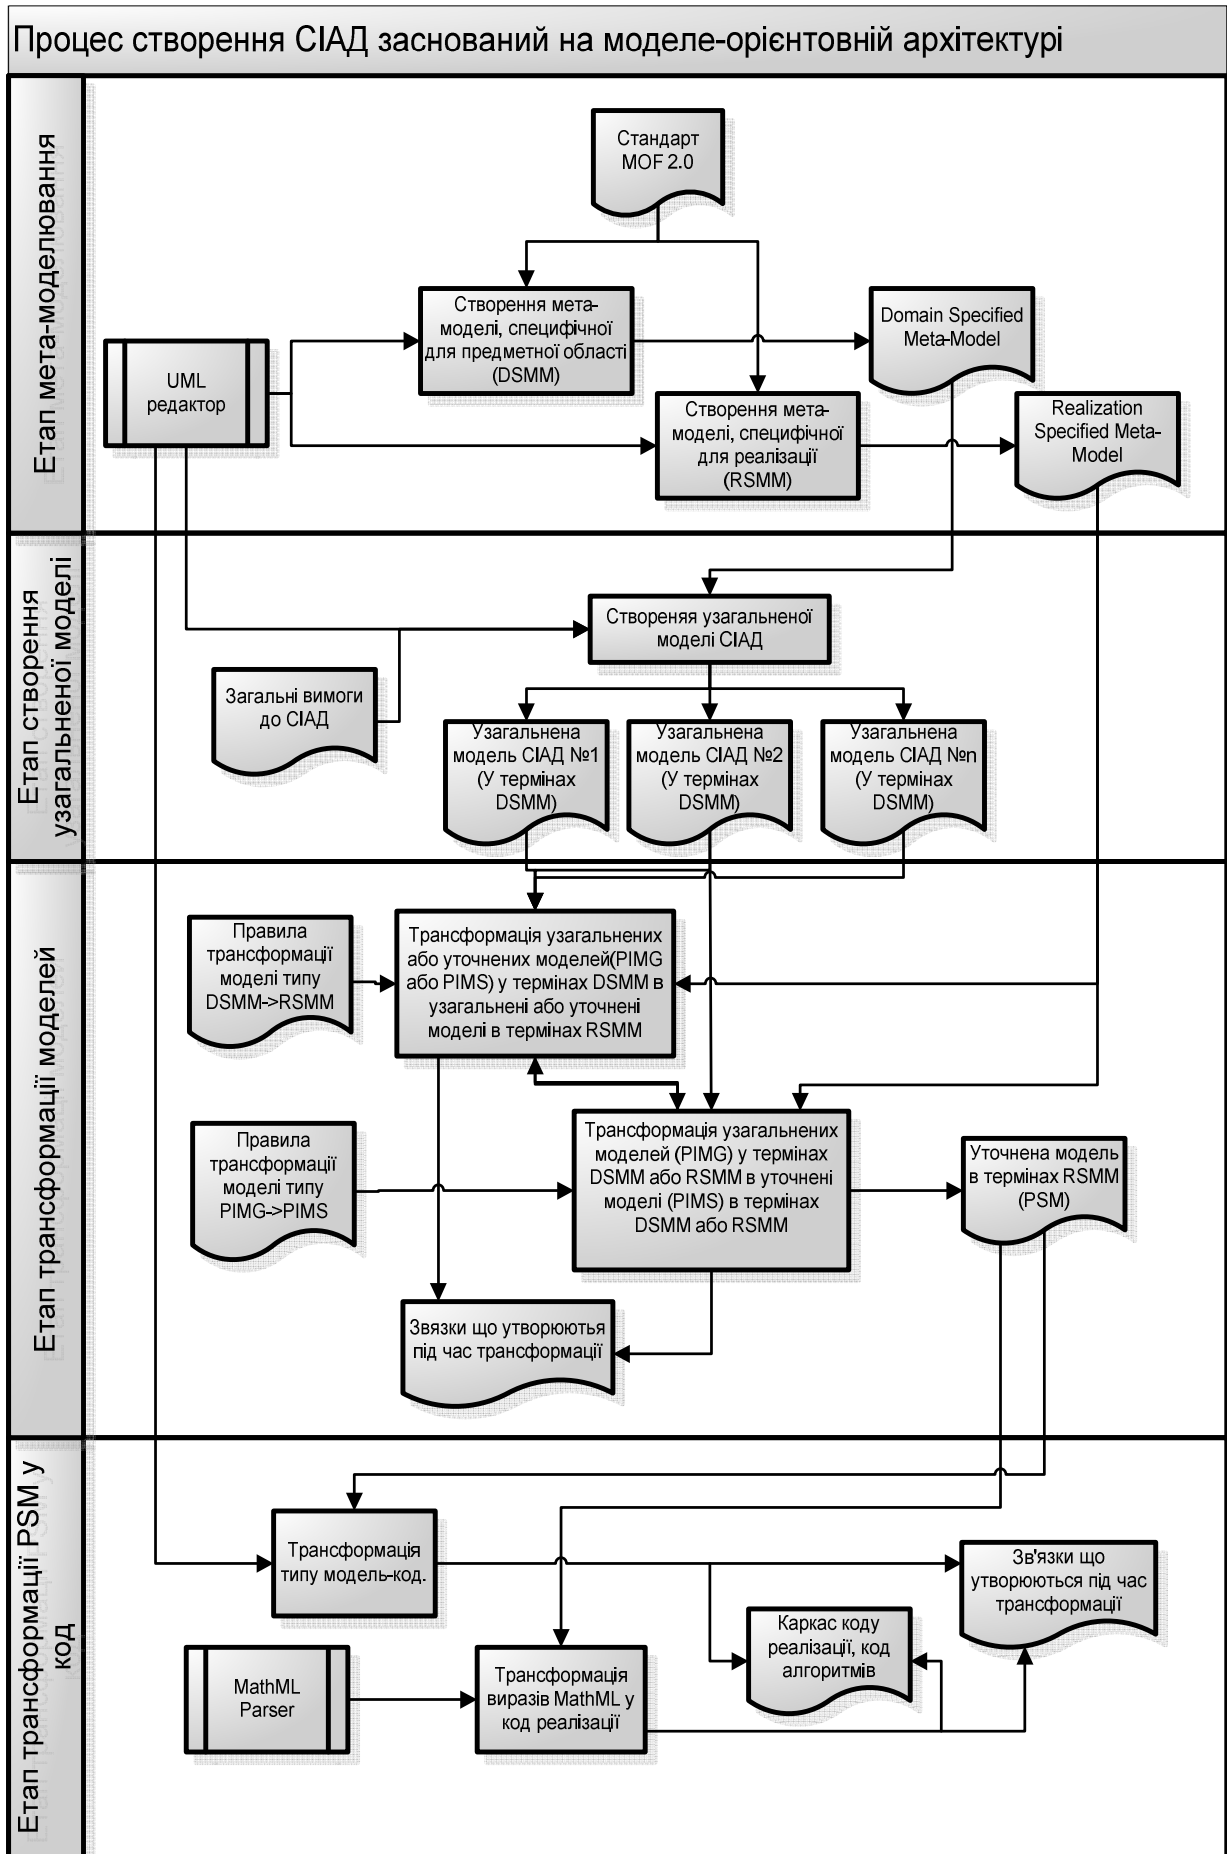 Процес створення СІАД заснований на моделе-орієнтовній архітектурі
Етап мета-моделювання
Стандарт
MOF 2.0
Створення мета-
моделі, специфічної
для предметної області
(DSMM)
Domain Specified
Meta-Model
UML
редактор
Створення мета-
моделі, специфічної
для реалізації
(RSMM)
Realization
Specified Meta-
Model
Етап створення
узагальненої моделі
Створеняя узагальненої
моделі СІАД
Загальні вимоги
до СІАД
Узагальнена
модель СІАД №1
(У термінах
DSMM)
Узагальнена
модель СІАД №2
(У термінах
DSMM)
Узагальнена
модель СІАД №n
(У термінах
DSMM)
Етап трансформації моделей
Правила
трансформації
моделі типу
DSMM->RSMM
Трансформація узагальнених
або уточнених моделей(PIMG
або PIMS) у термінах DSMM в
узагальнені або уточнені
моделі в термінах RSMM
Правила
трансформації
моделі типу
PIMG->PIMS
Трансформація узагальнених
моделей (PIMG) у термінах
DSMM або RSMM в уточнені
моделі (PIMS) в термінах
DSMM або RSMM
Уточнена модель
в термінах RSMM
(PSM)
Звязки що утворюютья
під час трансформації
Етап трансформації PSM у
код
Трансформація
типу модель-код.
Зв'язки що
утворюються під час
трансформації
Каркас коду
реалізації, код
алгоритмів
MathML
Parser
Трансформація
виразів MathML у
код реалізації